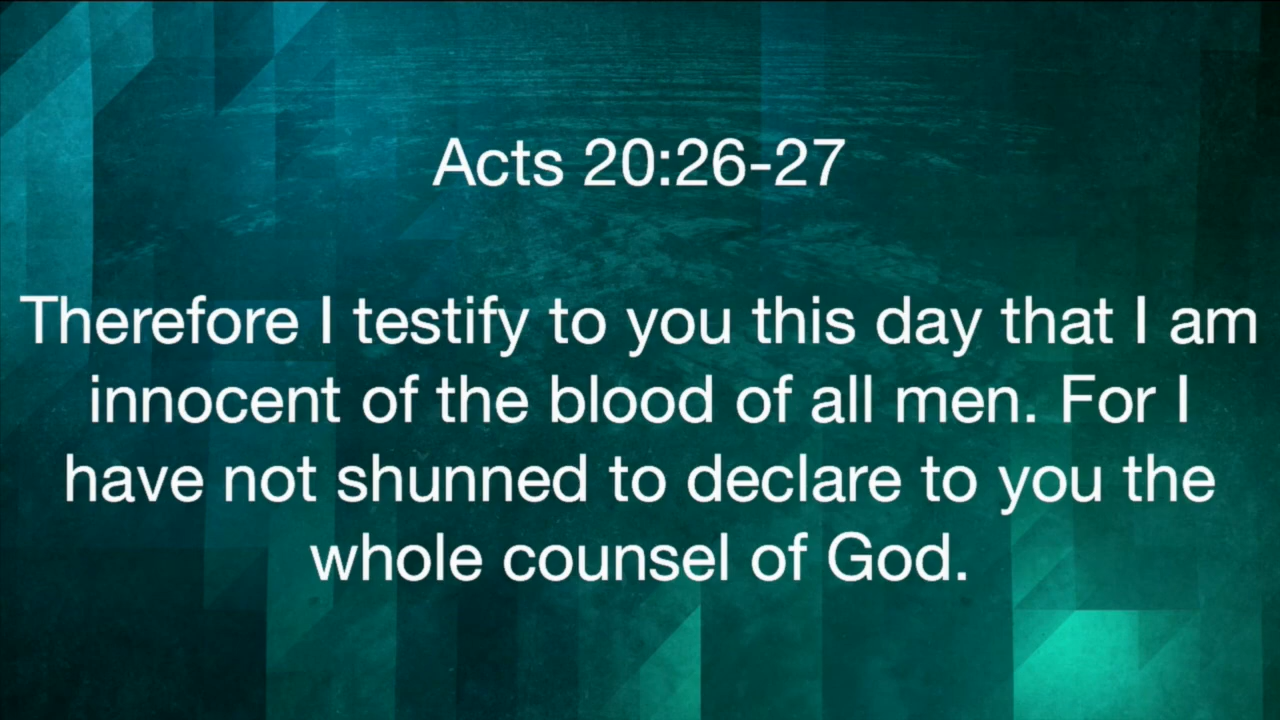 Acts 20:26-27
Therefore I testify to you this day that I am
innocent of the blood of all men. For I
have not shunned to declare to you the
whole counsel of God.